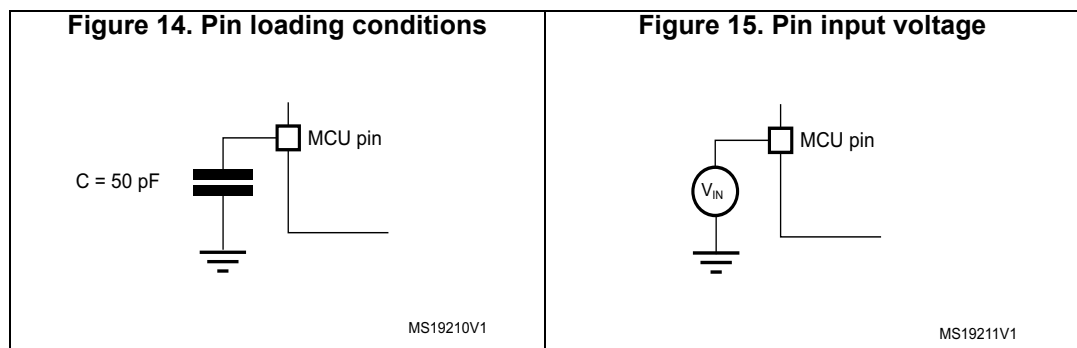 Figure 14. Pin loading conditions
MCU pin
C = 50 pF
MS19210V1
Figure 15. Pin input voltage
MCU pin
VIN
MS19211V1